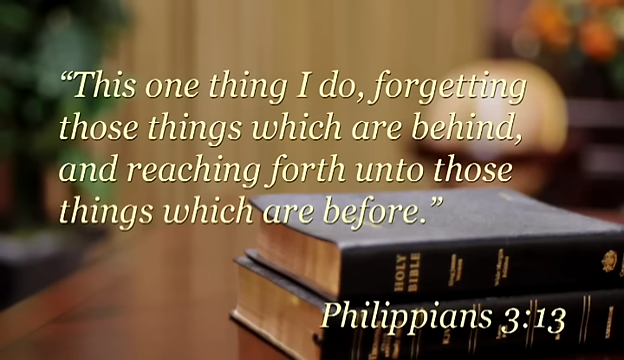 “This one thing I do, forgetting
those things which are behind,
and reaching forth unto those
things which are before.”
HOLY
BIBLE
Philippians 3:13